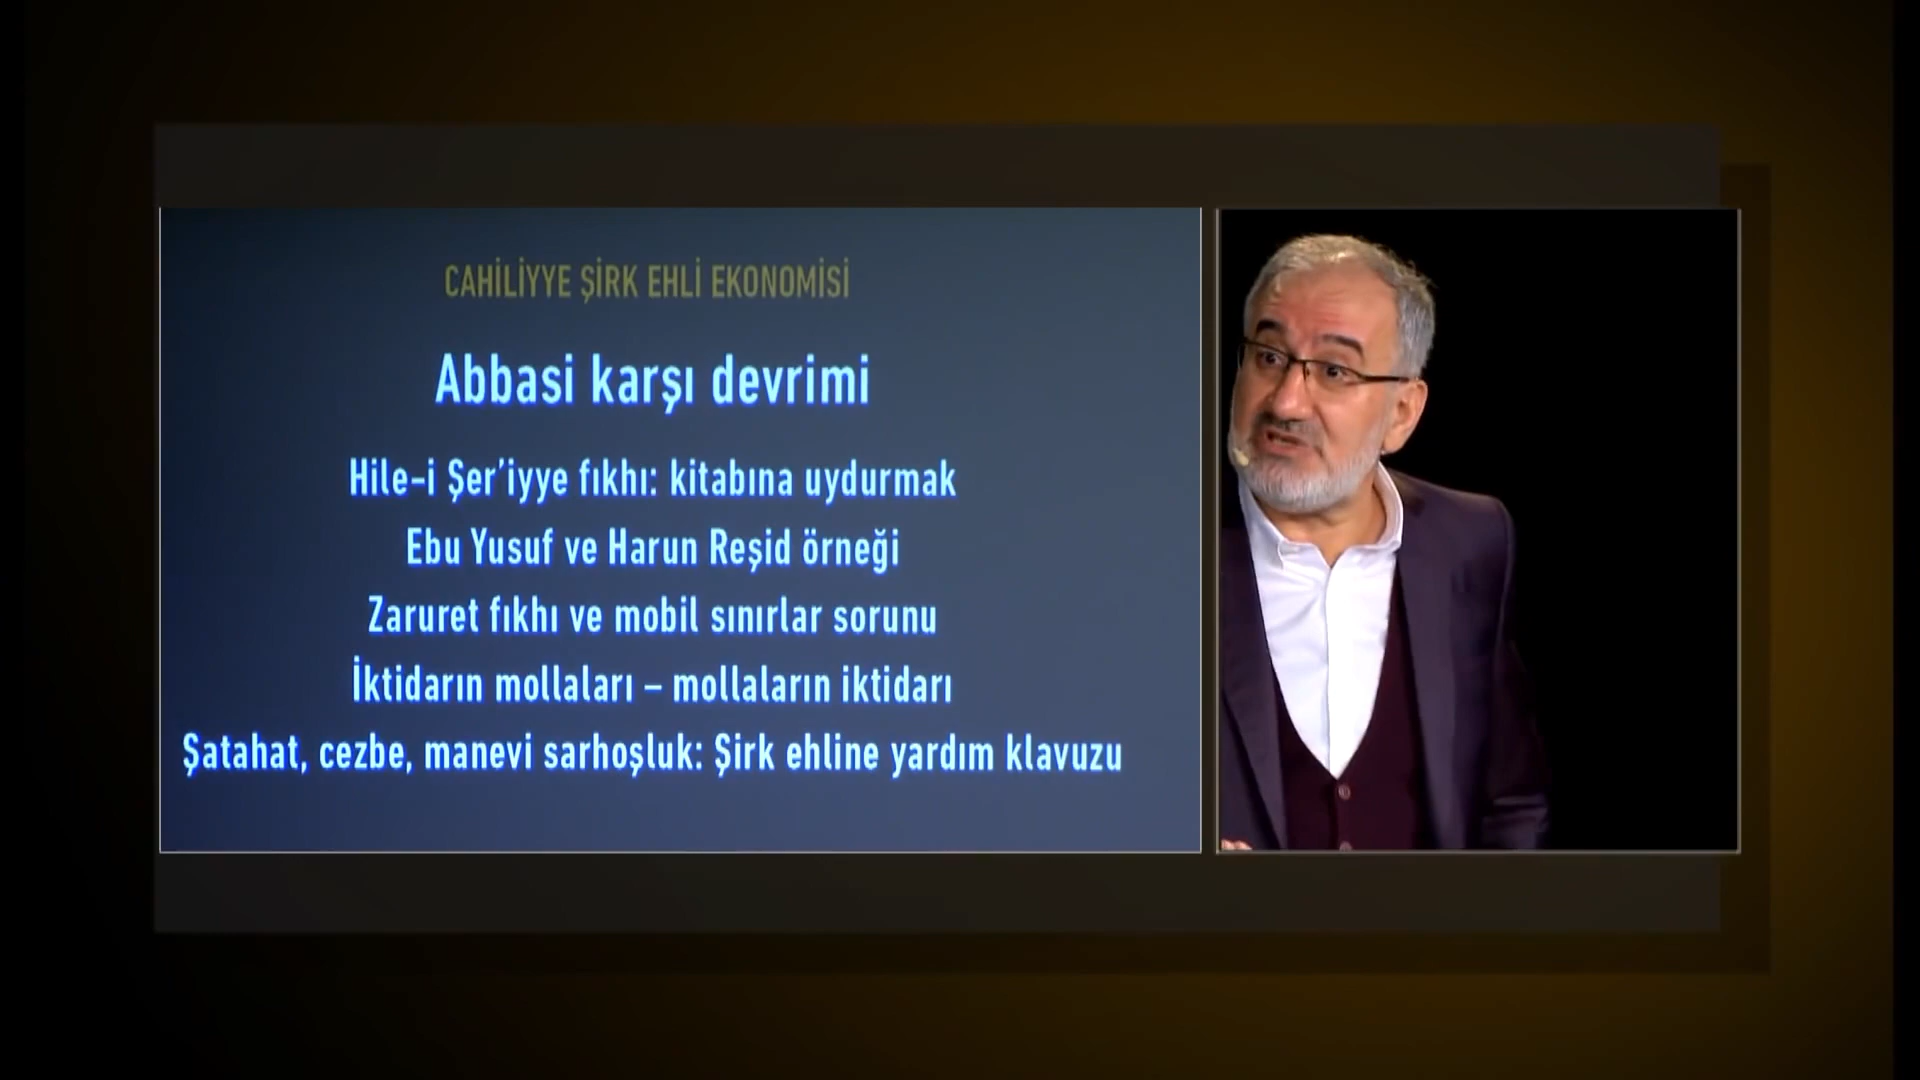 CAHİLİYYE ŞİRK EHLİ EKONOMİSİ
Abbasi karşı devrimi
Hile-i Şer'iyye fıkhı: kitabına uydurmak
Ebu Yusuf ve Harun Reşid örneği
Zaruret fıkhı ve mobil sınırlar sorunu
İktidarın mollaları – mollaların iktidarı
Şatahat, cezbe, manevi sarhoşluk: Şirk ehline yardım klavuzu